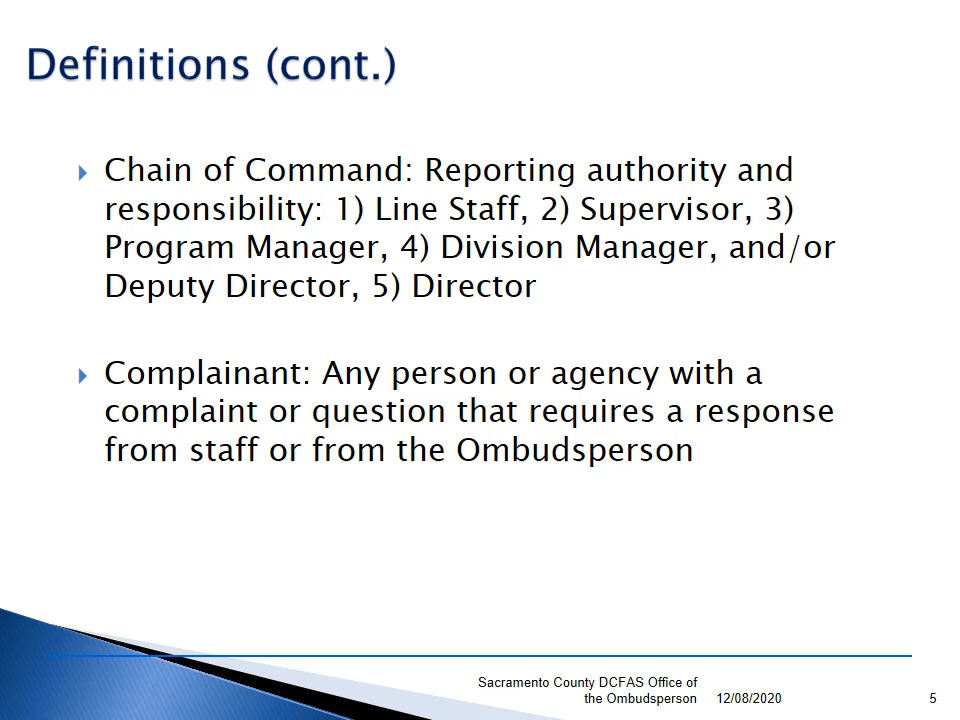 Definitions (cont.)
Chain of Command: Reporting authority and
responsibility: 1) Line Staff, 2) Supervisor, 3)
Program Manager, 4) Division Manager, and/or
Deputy Director, 5) Director
Complainant: Any person or agency with a
complaint or question that requires a response
from staff or from the Ombudsperson
Sacramento County DCFAS Office of
the Ombudsperson 12/08/2020 5